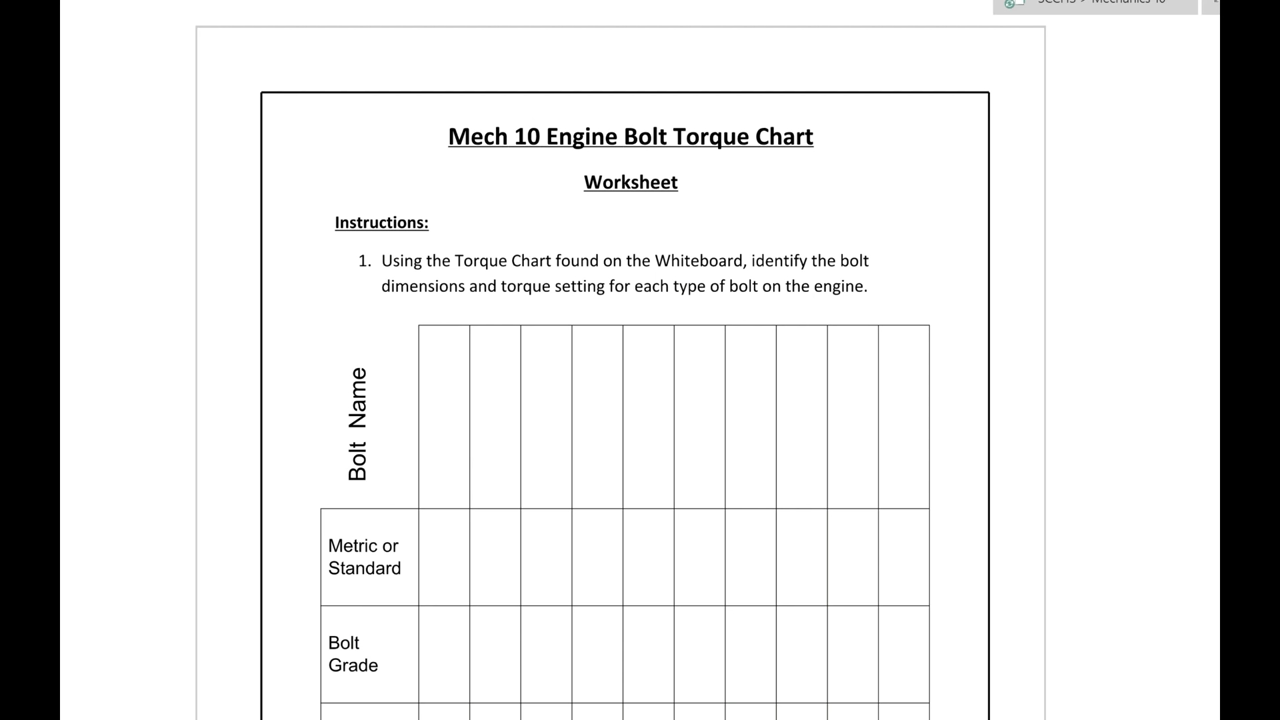 Mech 10 Engine Bolt Torque Chart
Worksheet
Instructions:
1. Using the Torque Chart found on the Whiteboard, identify the bolt
dimensions and torque setting for each type of bolt on the engine.
Bolt Name
Metric or
Standard
Bolt
Grade